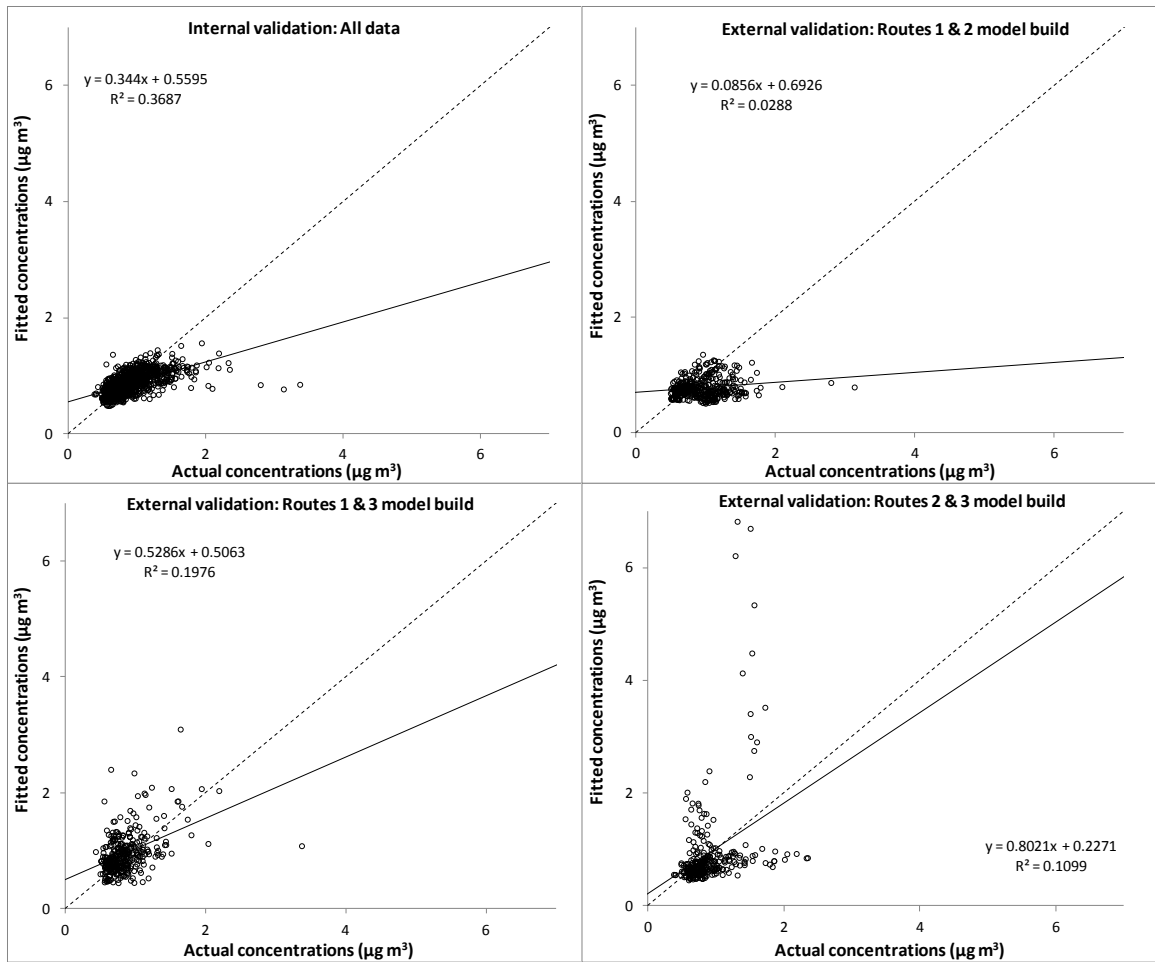 Internal validation: All data
y = 0.344x + 0.5595
R² = 0.3687
Fitted concentrations (µg m³)
6
4
2
0
0 2 4 6
Actual concentrations (µg m³)
External validation: Routes 1 & 2 model build
y = 0.0856x + 0.6926
R² = 0.0288
Fitted concentrations (µg m³)
6
4
2
0
0 2 4 6
Actual concentrations (µg m³)
External validation: Routes 1 & 3 model build
y = 0.5286x + 0.5063
R² = 0.1976
Fitted concentrations (µg m³)
6
4
2
0
0 2 4 6
Actual concentrations (µg m³)
External validation: Routes 2 & 3 model build
Fitted concentrations (µg m³)
6
4
2
0
y = 0.8021x + 0.2271
R² = 0.1099
0 2 4 6
Actual concentrations (µg m³)